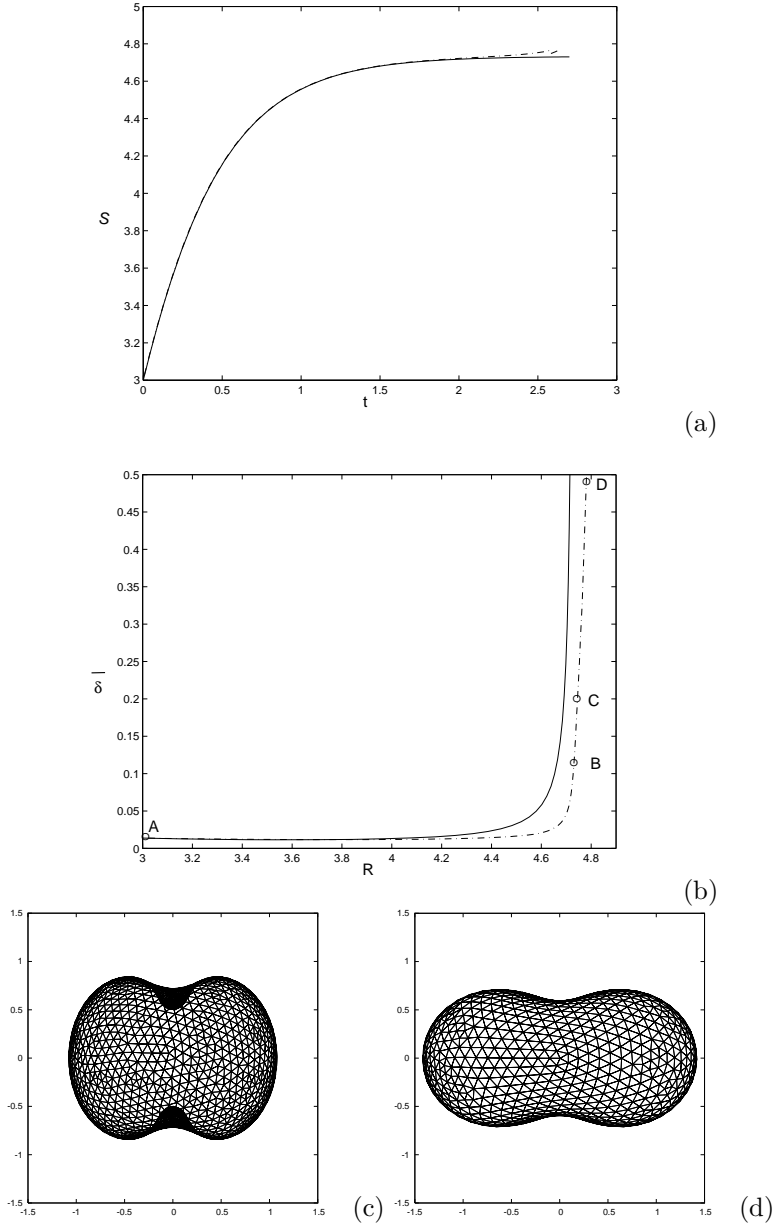 5
4.8
4.6
4.4
4.2
4
S
3.8
3.6
3.4
3.2
3
0 0.5 1 1.5 2 2.5 3
t
(a)
0.5
D
0.45
0.4
0.35
0.3
0.25
δ
0.2
C
0.15
B
0.1
0.05
A
0
3 3.2 3.4 3.6 3.8 4 4.2 4.4 4.6 4.8
R
(b)
1.5 1.5
1 1
0.5 0.5
0 0
-0.5 -0.5
-1 -1
-1.5 -1.5
-1.5 -1 -0.5 0 0.5 1 1.5 (c) -1.5 -1 -0.5 0 0.5 1 1.5 (d)